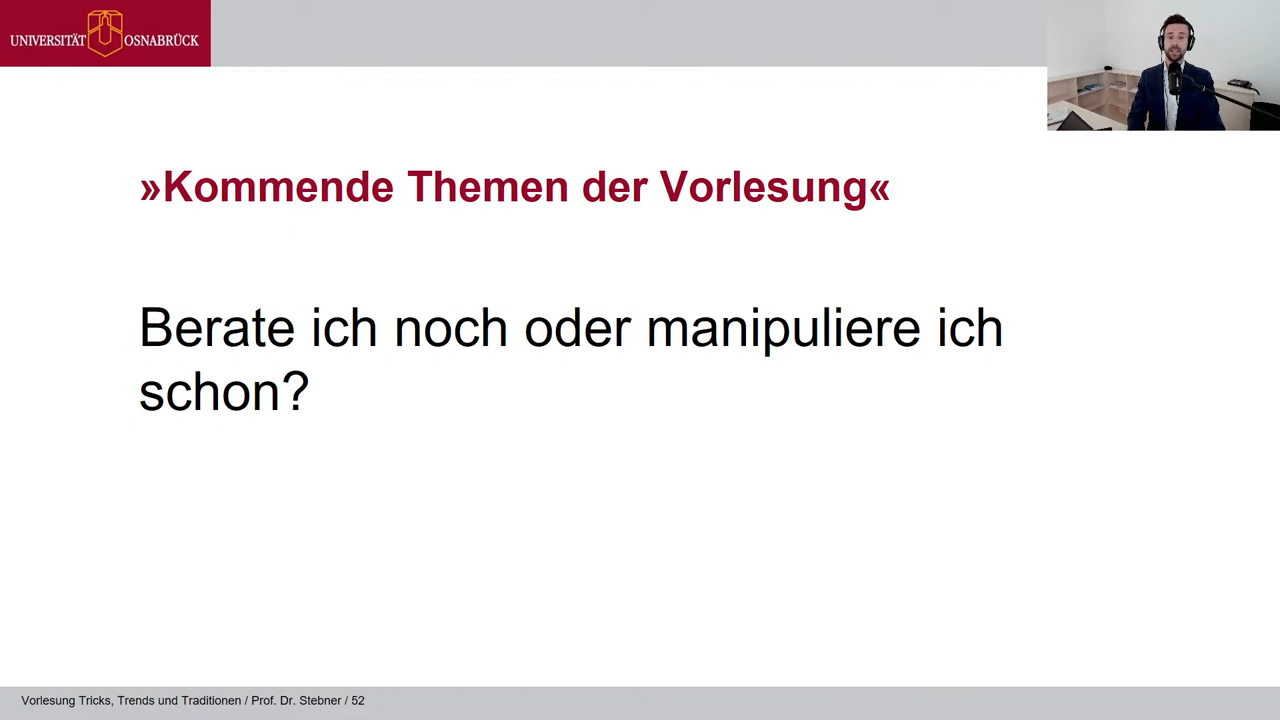 UNIVERSITÄT OSNABRÜCK
»Kommende Themen der Vorlesung«
Berate ich noch oder manipuliere ich
schon?
Vorlesung Tricks, Trends und Traditionen / Prof. Dr. Stebner / 52